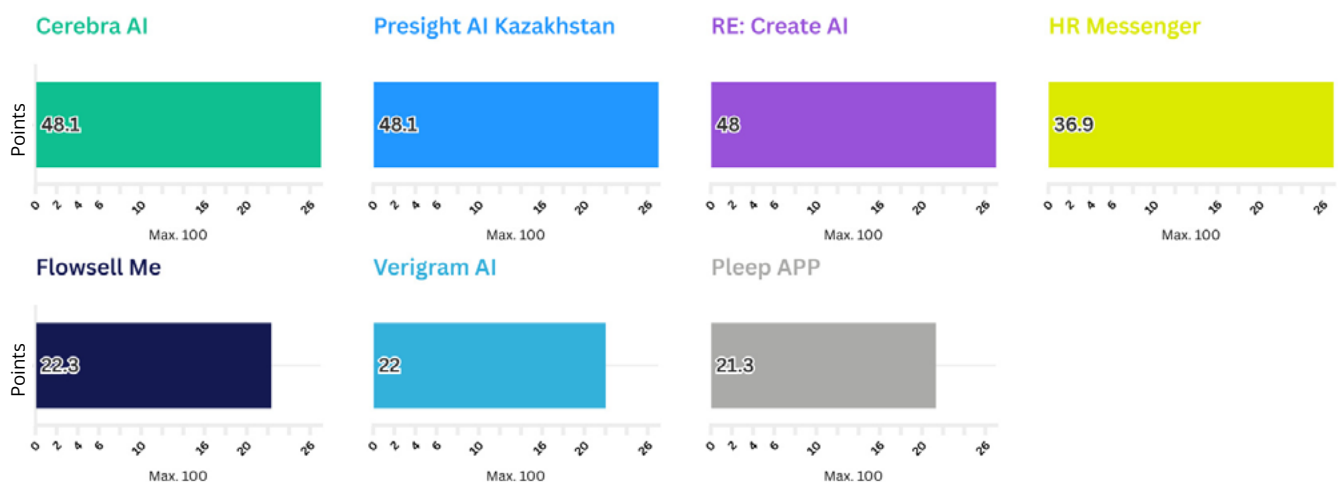 Cerebra AI
Presight AI Kazakhstan
RE: Create AI
HR Messenger
Points
48.1
48.1
48
36.9
0 2 4 6 10 16 20 26
0 2 4 6 10 16 20 26
0 2 4 6 10 16 20 26
0 2 4 6 10 16 20 26
Max. 100
Max. 100
Max. 100
Max. 100
Flowsell Me
Verigram AI
Pleep APP
Points
22.3
22
21.3
0 2 4 6 10 16 20 26
0 2 4 6 10 16 20 26
0 2 4 6 10 16 20 26
Max. 100
Max. 100
Max. 100